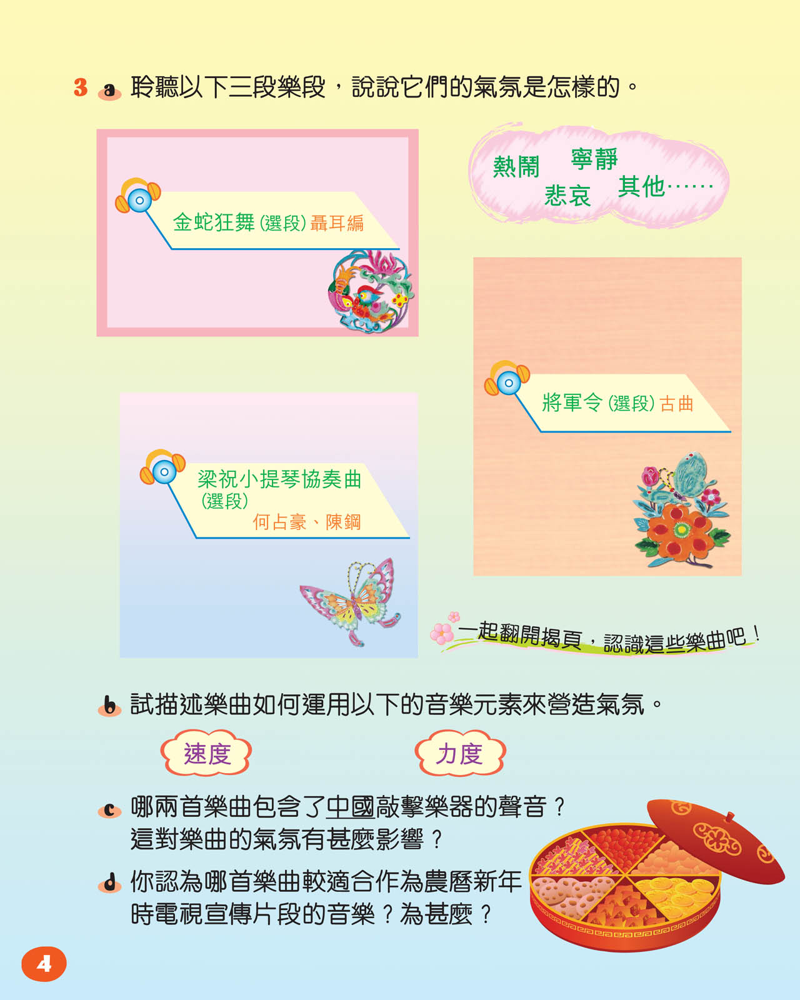 3 a 聆聽以下三段樂段，說說它們的氣氛是怎樣的。
熱鬧 寧靜
悲哀 其他……
金蛇狂舞(選段)聶耳編
將軍令(選段)古曲
梁祝小提琴協奏曲
(選段)
何占豪、陳鋼
一起翻開揭頁，認識這些樂曲吧！
b 試描述樂曲如何運用以下的音樂元素來營造氣氛。
速度 力度
c 哪兩首樂曲包含了中國敲擊樂器的聲音？
這對樂曲的氣氛有甚麼影響？
d 你認為哪首樂曲較適合作為農曆新年
時電視宣傳片段的音樂？為甚麼？
4